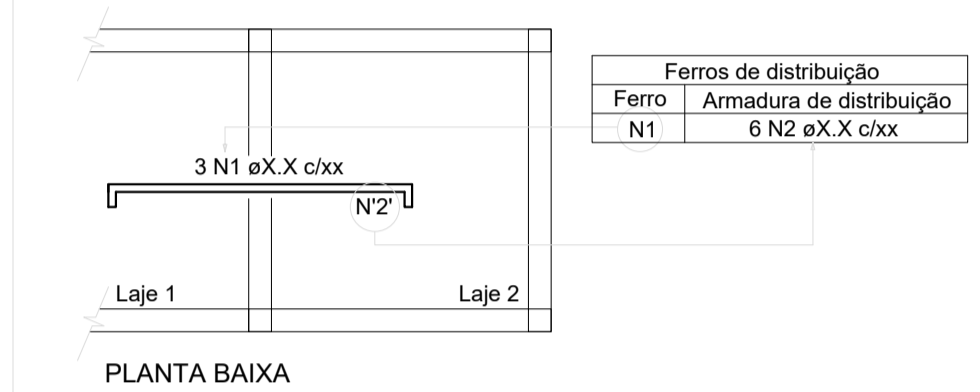 Ferros de distribuição
Ferro Armadura de distribuição
N1 6 N2 øX.X c/xx
3 N1 øX.X c/xx
N'2'
Laje 1 Laje 2
PLANTA BAIXA